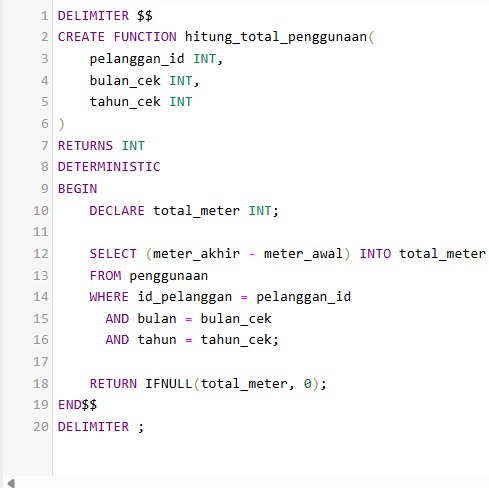 1 DELIMITER $$
2 CREATE FUNCTION hitung_total_penggunaan(
3     pelanggan_id INT,
4     bulan_cek INT,
5     tahun_cek INT
6 )
7 RETURNS INT
8 DETERMINISTIC
9 BEGIN
10     DECLARE total_meter INT;
11
12     SELECT (meter_akhir - meter_awal) INTO total_meter
13     FROM penggunaan
14     WHERE id_pelanggan = pelanggan_id
15       AND bulan = bulan_cek
16       AND tahun = tahun_cek;
17
18     RETURN IFNULL(total_meter, 0);
19 END$$
20 DELIMITER ;